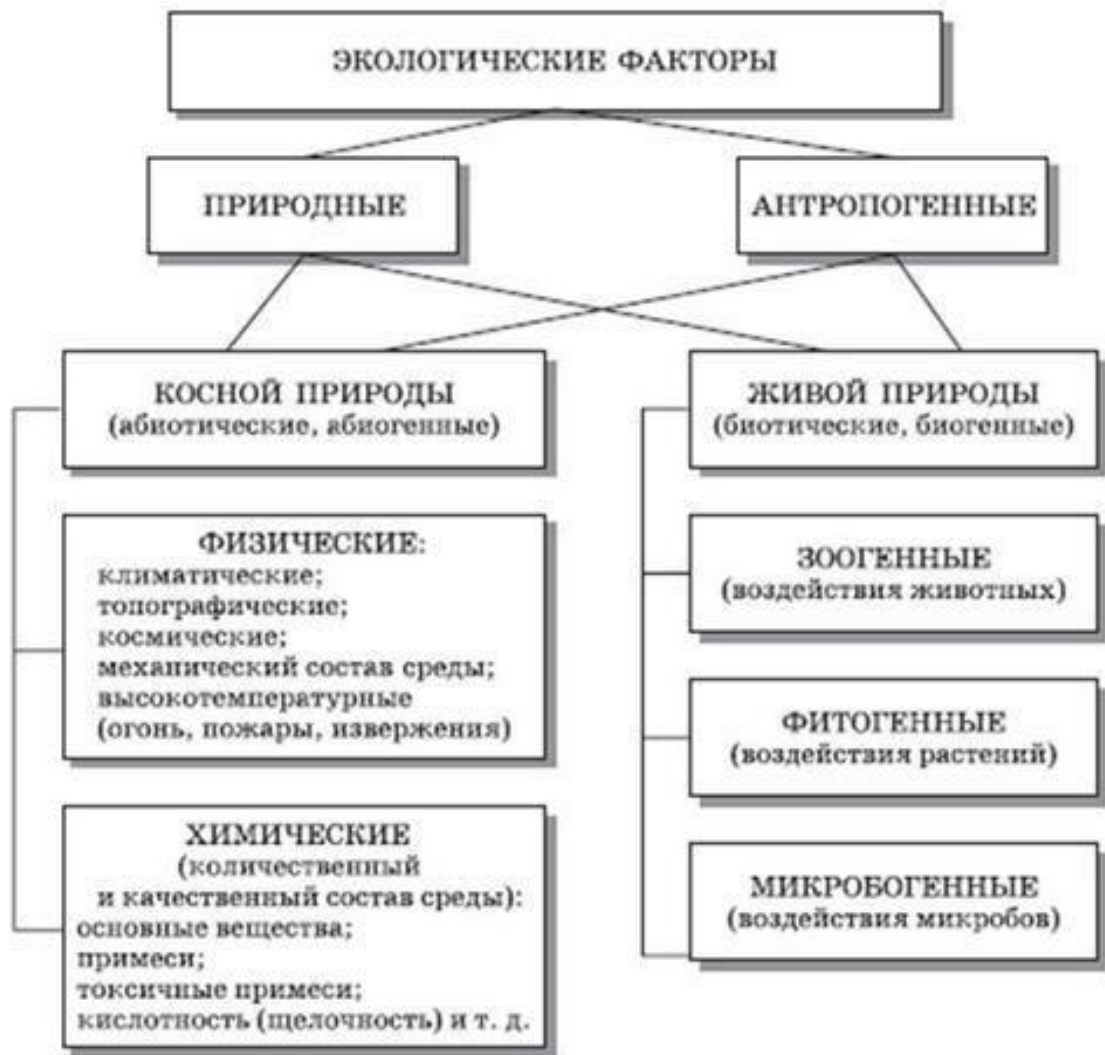 ЭКОЛОГИЧЕСКИЕ ФАКТОРЫ
ПРИРОДНЫЕ
АНТРОПОГЕННЫЕ
КОСНОЙ ПРИРОДЫ
(абиотические, абиогенные)
ФИЗИЧЕСКИЕ:
климатические;
топографические;
космические;
механический состав среды;
высокотемпературные
(огонь, пожары, извержения)
ХИМИЧЕСКИЕ
(количественный
и качественный состав среды):
основные вещества;
примеси;
токсичные примеси;
кислотность (щелочность) и т. д.
ЖИВОЙ ПРИРОДЫ
(биотические, биогенные)
ЗООГЕННЫЕ
(воздействия животных)
ФИТОГЕННЫЕ
(воздействия растений)
МИКРОБОГЕННЫЕ
(воздействия микробов)